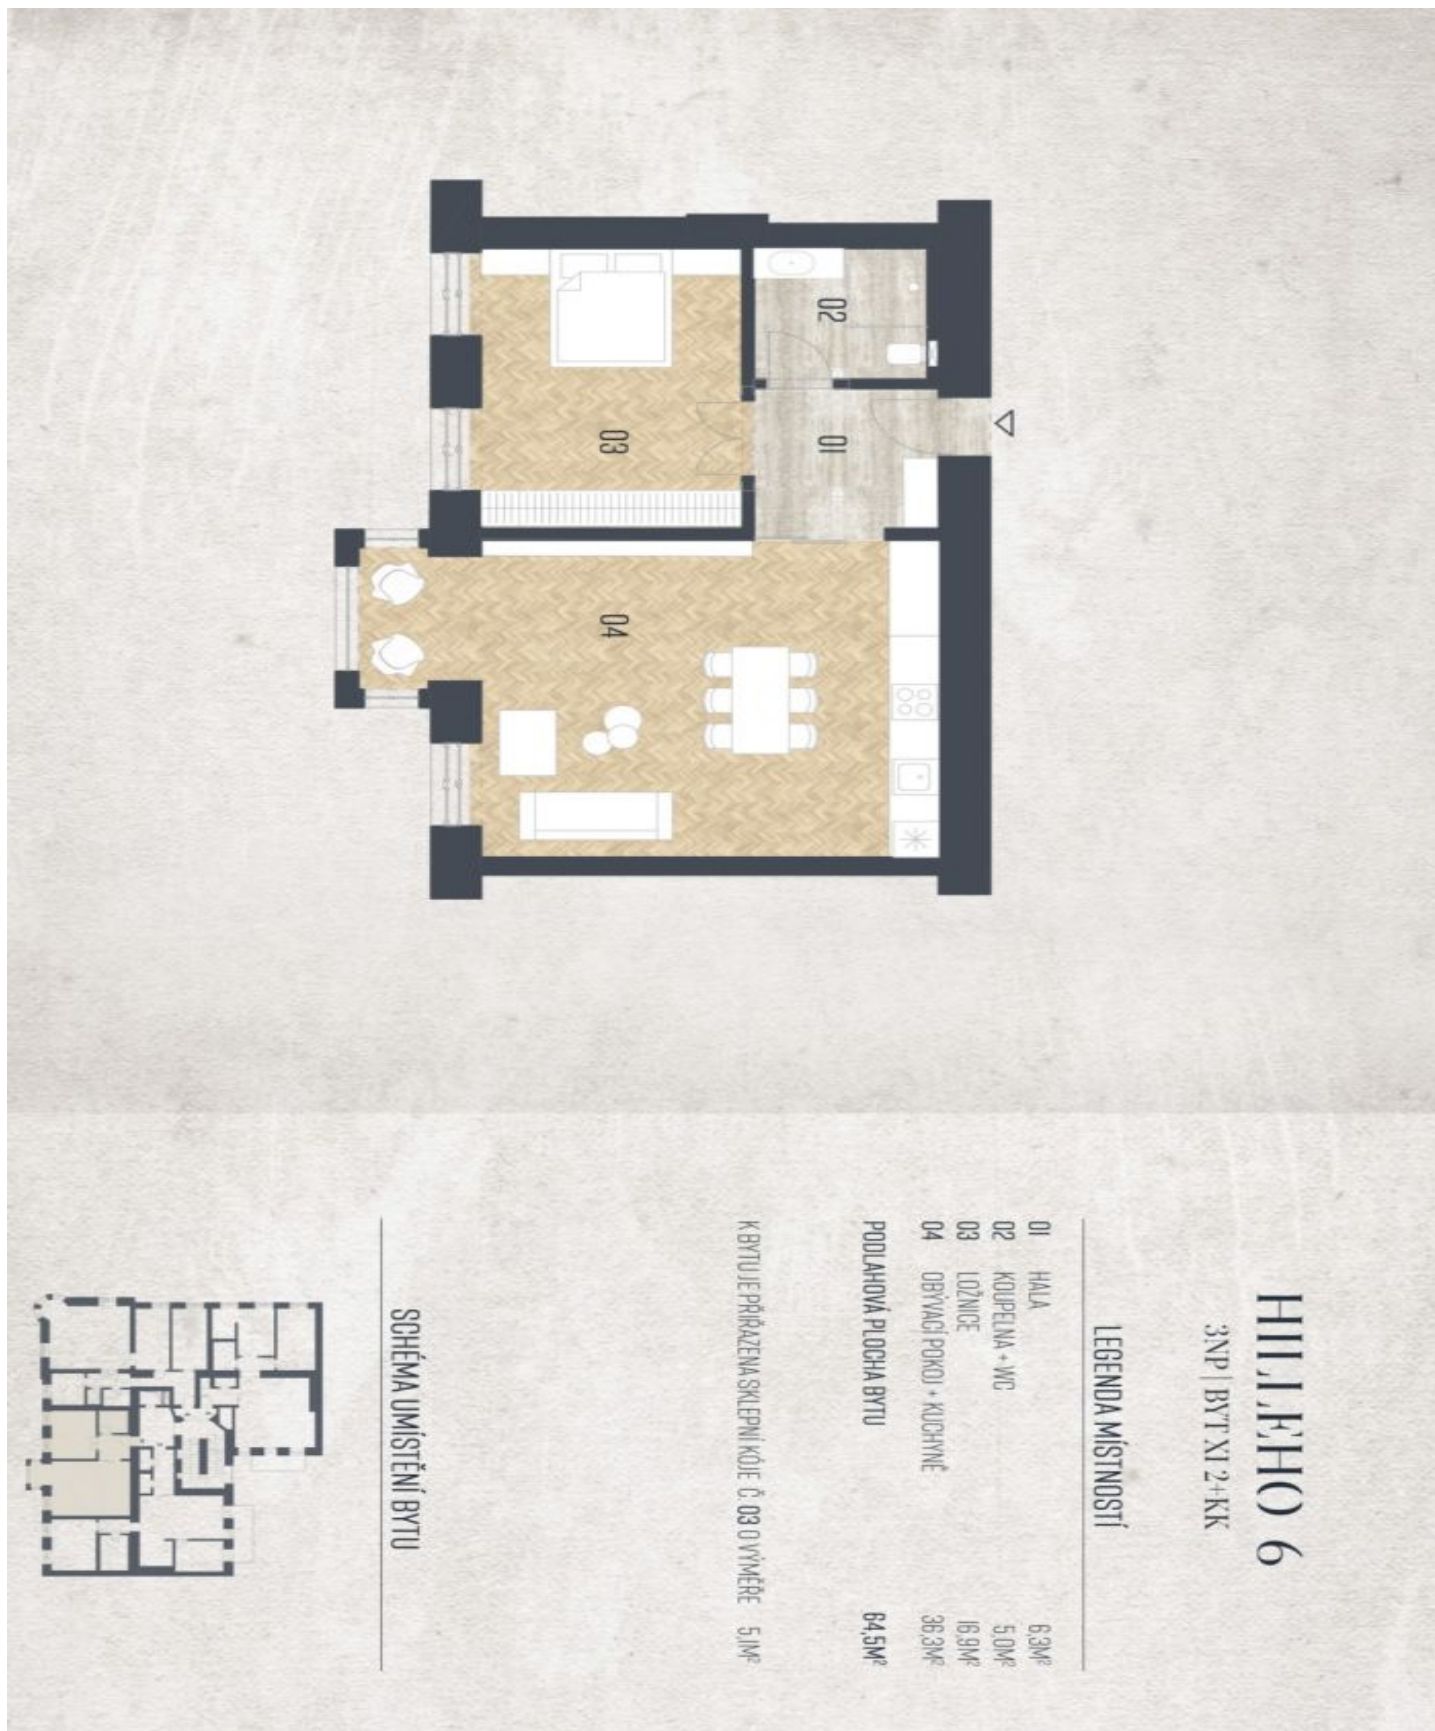 HILLEHO 6
3NP | BYT XI 2+KK
LEGENDA MÍSTNOSTÍ
01 HALA 6,3M²
02 KOUPELNA + WC 5,0M²
03 LOŽNICE 16,9M²
04 OBÝVACÍ POKOJ + KUCHYNĚ 36,3M²
PODLAHOVÁ PLOCHA BYTU 64,5M²
K BYTU JE PŘIŘAZENA SKLEPNÍ KÓJE Č. 03 O VÝMĚŘE 5,1M²
SCHÉMA UMÍSTĚNÍ BYTU
02
01
03
04